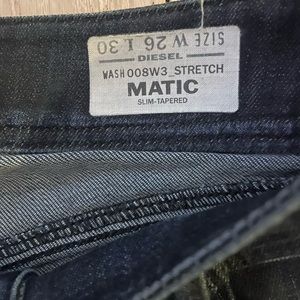 SIZE W 26 L 30
DIESEL
WASH 008W3_STRETCH
MATIC
SLIM-TAPERED